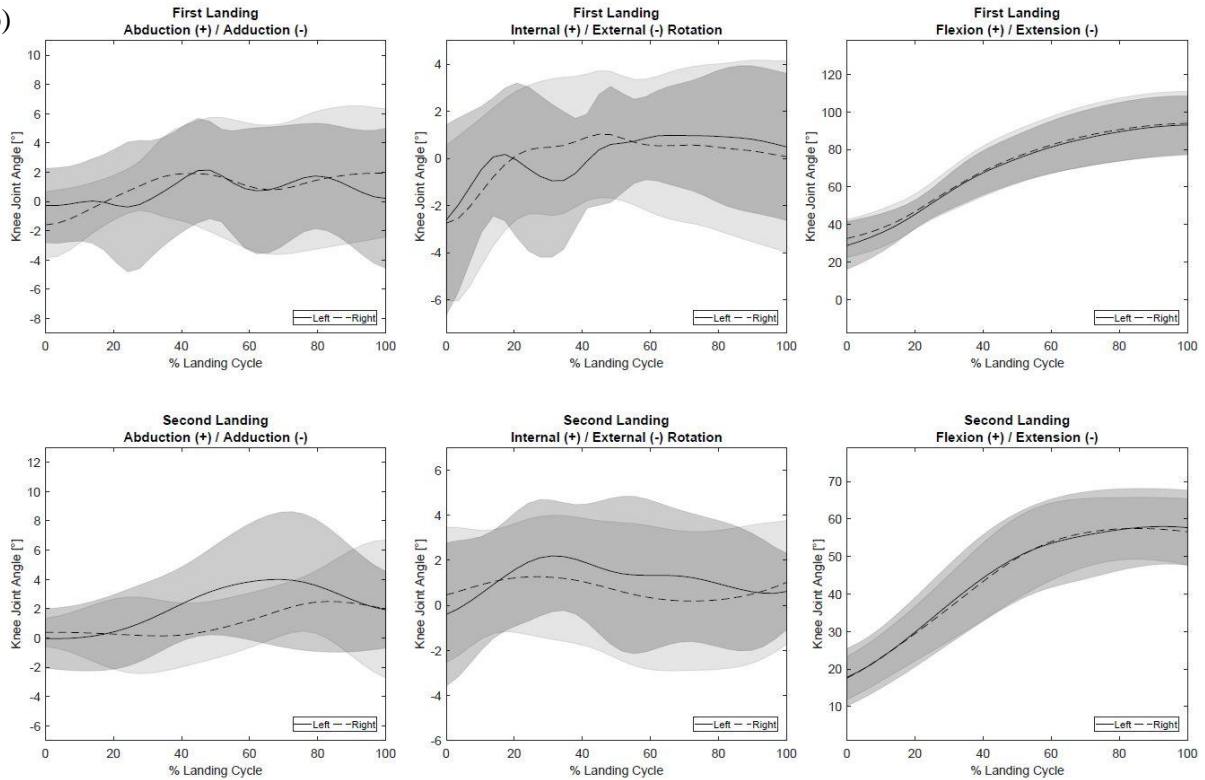 )
First Landing
Abduction (+) / Adduction (-)
Knee Joint Angle [°]
10
8
6
4
2
0
-2
-4
-6
-8
0 20 40 60 80 100
% Landing Cycle
Left Right
First Landing
Internal (+) / External (-) Rotation
Knee Joint Angle [°]
4
2
0
-2
-4
-6
0 20 40 60 80 100
% Landing Cycle
Left Right
First Landing
Flexion (+) / Extension (-)
Knee Joint Angle [°]
120
100
80
60
40
20
0
0 20 40 60 80 100
% Landing Cycle
Left Right
Second Landing
Abduction (+) / Adduction (-)
Knee Joint Angle [°]
12
10
8
6
4
2
0
-2
-4
-6
0 20 40 60 80 100
% Landing Cycle
Left Right
Second Landing
Internal (+) / External (-) Rotation
Knee Joint Angle [°]
6
4
2
0
-2
-4
-6
0 20 40 60 80 100
% Landing Cycle
Left Right
Second Landing
Flexion (+) / Extension (-)
Knee Joint Angle [°]
70
60
50
40
30
20
10
0 20 40 60 80 100
% Landing Cycle
Left Right